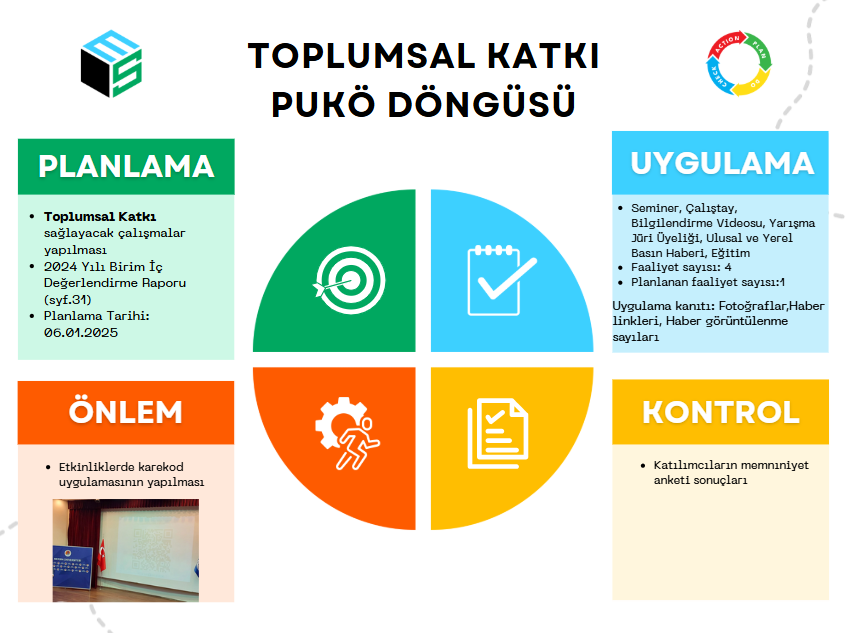 ES
TOPLUMSAL KATKI
PUKÖ DÖNGÜSÜ
ACTION
PLAN
DO
CHECK
PLANLAMA
• Toplumsal Katkı
sağlayacak çalışmalar
yapılması
• 2024 Yılı Birim İç
Değerlendirme Raporu
(syf.31)
• Planlama Tarihi:
06.01.2025
UYGULAMA
• Seminer, Çalıştay,
Bilgilendirme Videosu, Yarışma
Jüri Üyeliği, Ulusal ve Yerel
Basın Haberi, Eğitim
• Faaliyet sayısı: 4
• Planlanan faaliyet sayısı:1
Uygulama kanıtı: Fotoğraflar,Haber
linkleri, Haber görüntülenme
sayıları
ÖNLEM
• Etkinliklerde karekod
uygulamasının yapılması
KONTROL
• Katılımcıların memnıniyet
anketi sonuçları